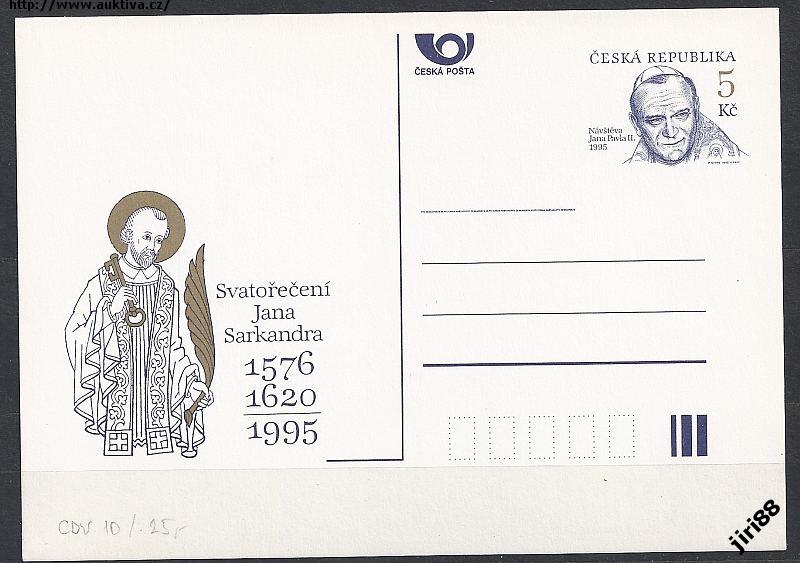 http://www.auktiva.cz/
ČESKÁ POŠTA
ČESKÁ REPUBLIKA
5
Kč
Návštěva
Jana Pavla II.
1995
Svatořečení
Jana
Sarkandra
1576
1620
1995
CDV 10 / 25,-
jiri88